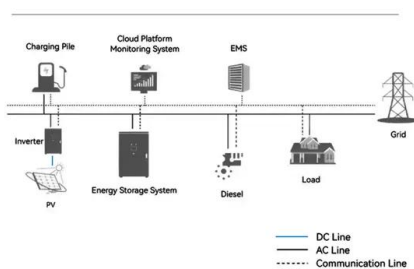 Charging Pile
Cloud Platform
Monitoring System
EMS
Grid
Inverter
PV
Energy Storage System
Diesel
Load
DC Line
AC Line
Communication Line